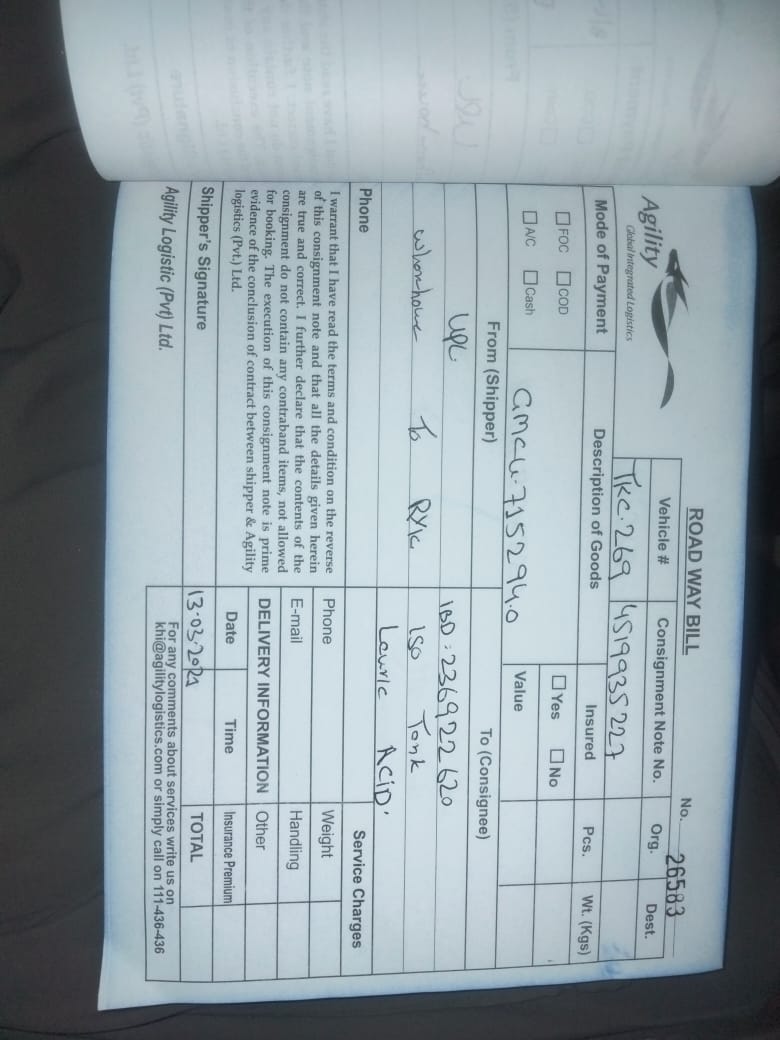 ROAD WAY BILL
No. 26583
Agility
Global Integrated Logistics
Vehicle #
Consignment Note No.
Org.
Dest.
TKC.269
4519935227
Mode of Payment
Description of Goods
Insured
Pcs.
Wt. (Kgs)
FOC COD
Yes No
A/C Cash
GMCU.715294.0
Value
From (Shipper)
To (Consignee)
UPL
IBD: 236922620
To RYK
ISO Tank
Lauric ACID.
Phone
Service Charges
I warrant that I have read the terms and condition on the reverse
of this consignment note and that all the details given herein
are true and correct. I further declare that the contents of the
consignment do not contain any contraband items, not allowed
for booking. The execution of this consignment note is prime
evidence of the conclusion of contract between shipper & Agility
logistics (Pvt.) Ltd.
Phone
Weight
E-mail
Handling
DELIVERY INFORMATION
Other
Date
Time
Insurance Premium
Shipper's Signature
13-03-2021
TOTAL
Agility Logistic (Pvt) Ltd.
For any comments about services write us on
khi@agilitylogistics.com or simply call on 111-436-436